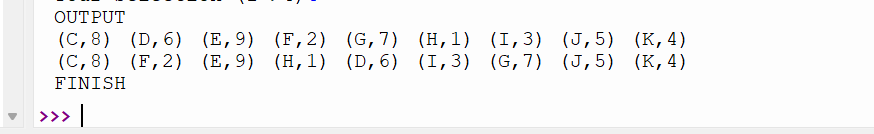 OUTPUT
(C,8) (D,6) (E,9) (F,2) (G,7) (H,1) (I,3) (J,5) (K,4)
(C,8) (F,2) (E,9) (H,1) (D,6) (I,3) (G,7) (J,5) (K,4)
FINISH
>>>